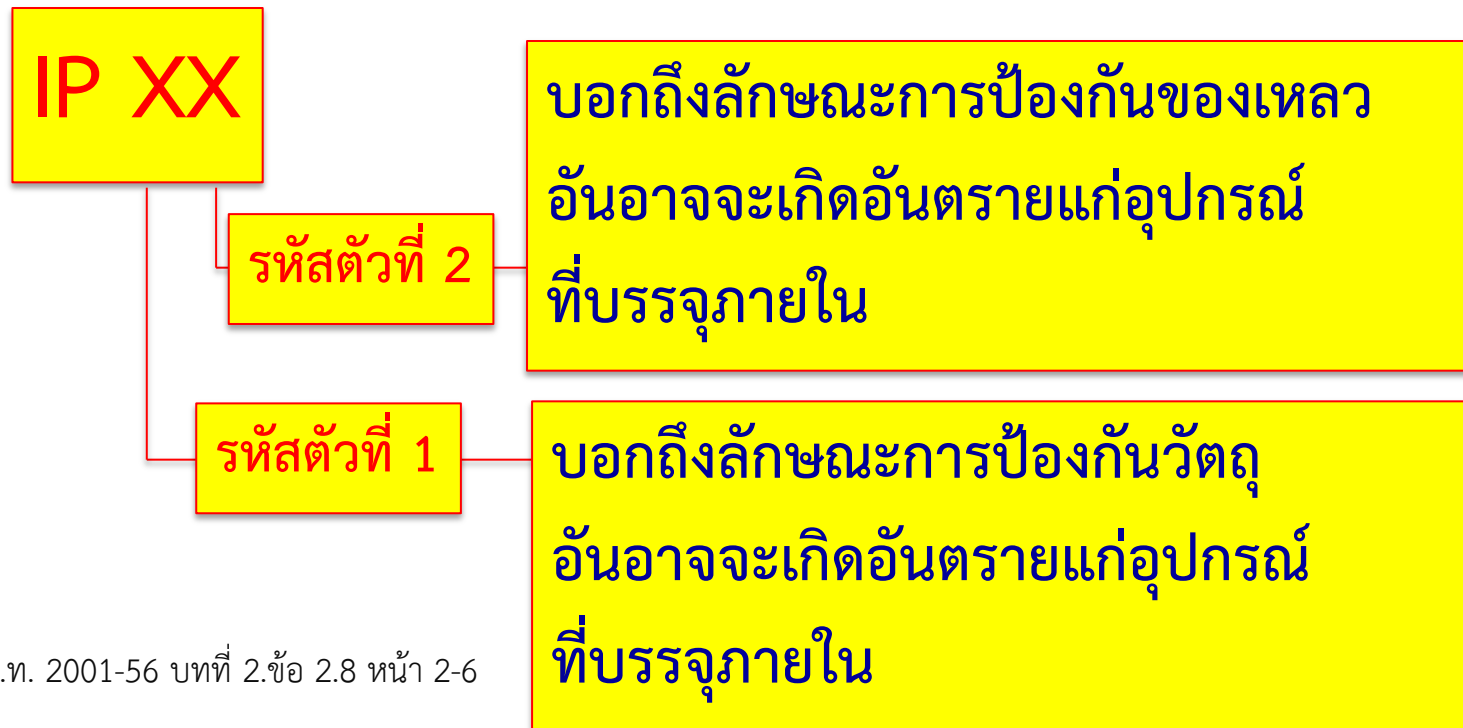 IP XX
บอกถึงลักษณะการป้องกันของเหลว
อันอาจจะเกิดอันตรายแก่อุปกรณ์
ที่บรรจุภายใน
รหัสตัวที่ 2
รหัสตัวที่ 1
บอกถึงลักษณะการป้องกันวัตถุ
อันอาจจะเกิดอันตรายแก่อุปกรณ์
ที่บรรจุภายใน
.ท. 2001-56 บทที่ 2.ข้อ 2.8 หน้า 2-6